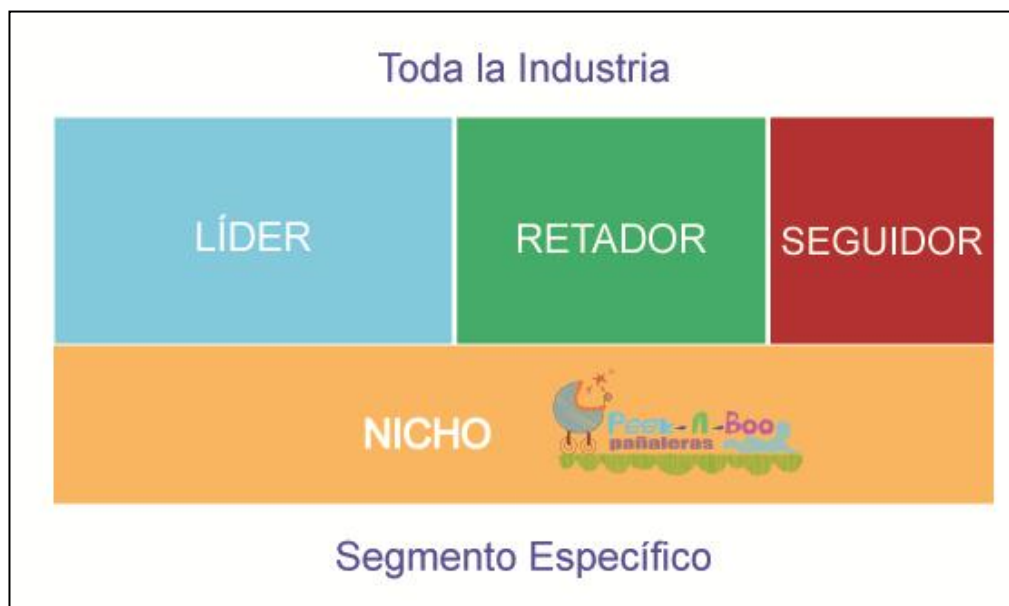 Toda la Industria
LÍDER
RETADOR
SEGUIDOR
NICHO
Peek-A-Boo
pañaleras
Segmento Específico